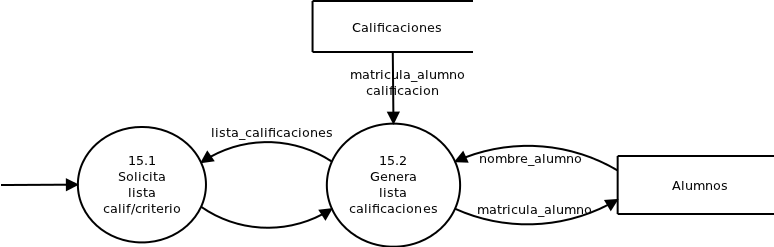 Calificaciones
matricula_alumno
calificacion
lista_calificaciones
15.1
Solicita
lista
calif/criterio
15.2
Genera
lista
calificaciones
nombre_alumno
matricula_alumno
Alumnos